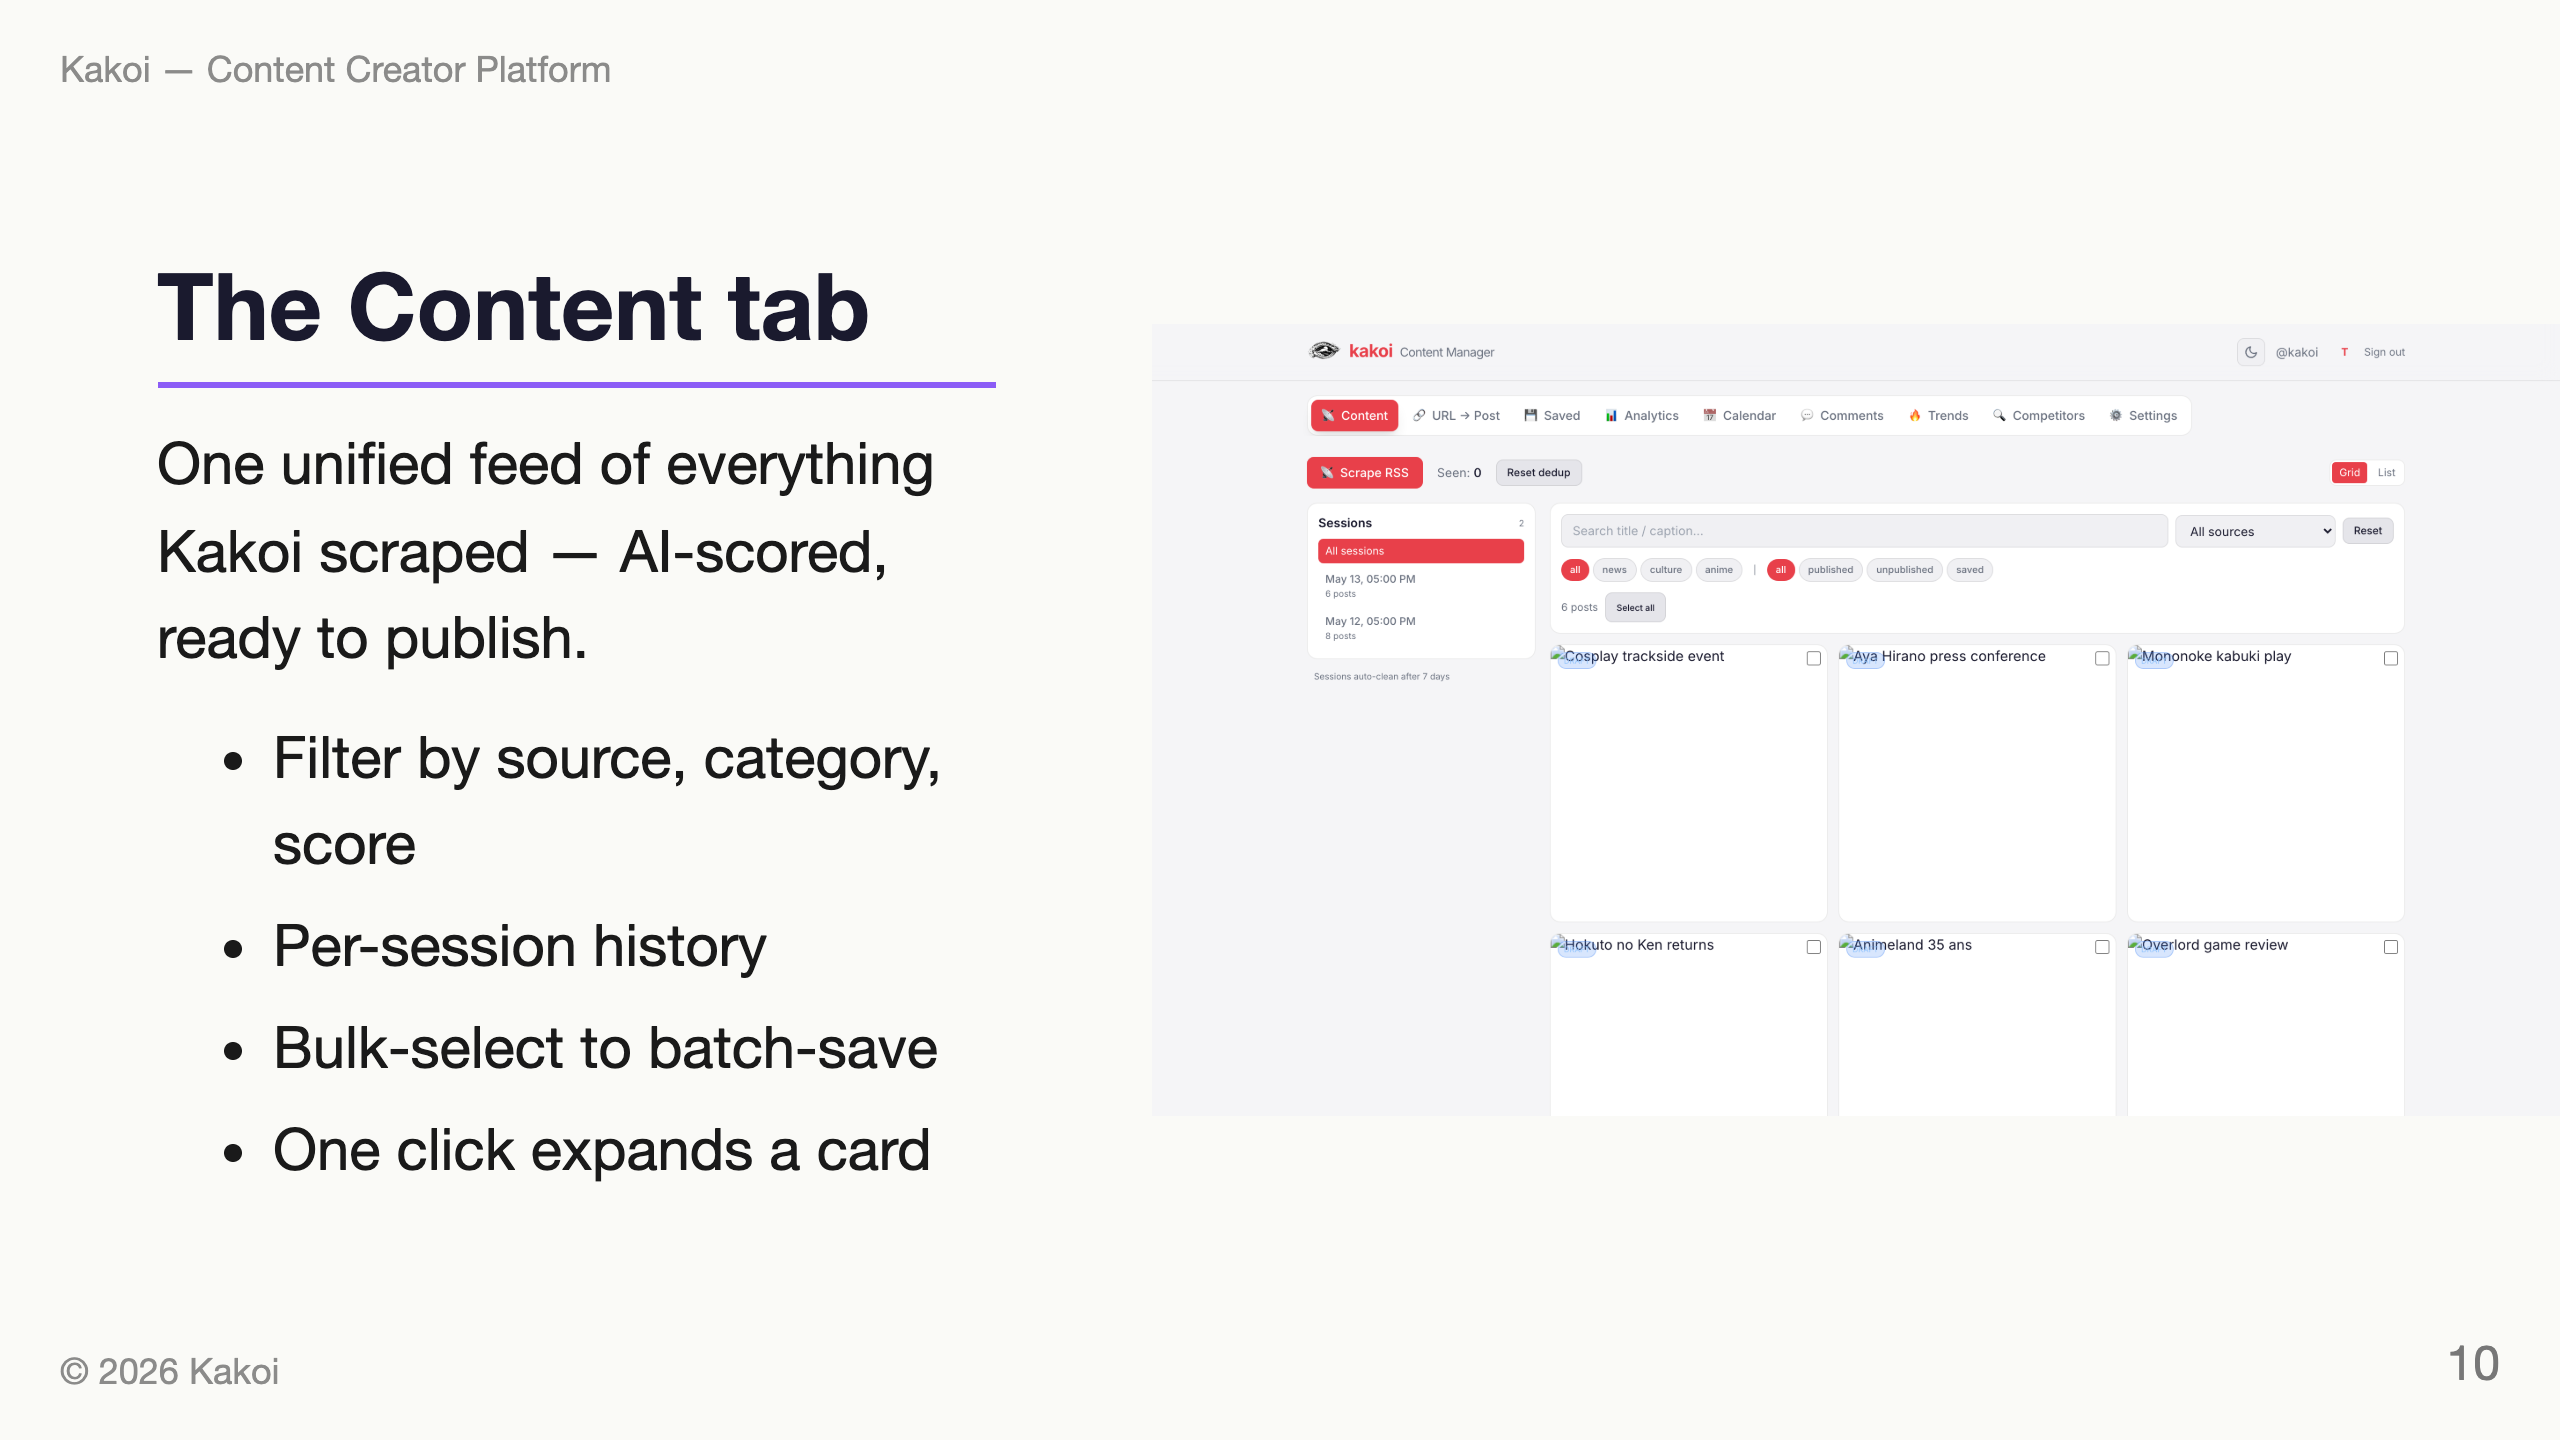 Kakoi — Content Creator Platform
The Content tab
One unified feed of everything
Kakoi scraped — AI-scored,
ready to publish.
• Filter by source, category,
score
• Per-session history
• Bulk-select to batch-save
• One click expands a card
kakoi Content Manager
@kakoi T Sign out
Content URL → Post Saved Analytics Calendar Comments Trends Competitors Settings
Scrape RSS Seen: 0 Reset dedup Grid List
Sessions 2
All sessions
May 13, 05:00 PM
6 posts
May 12, 05:00 PM
8 posts
Sessions auto-clean after 7 days
Search title / caption... All sources Reset
all news culture anime | all published unpublished saved
6 posts Select all
Cosplay trackside event
Aya Hirano press conference
Mononoke kabuki play
Hokuto no Ken returns
Animeland 35 ans
Overlord game review
© 2026 Kakoi
10